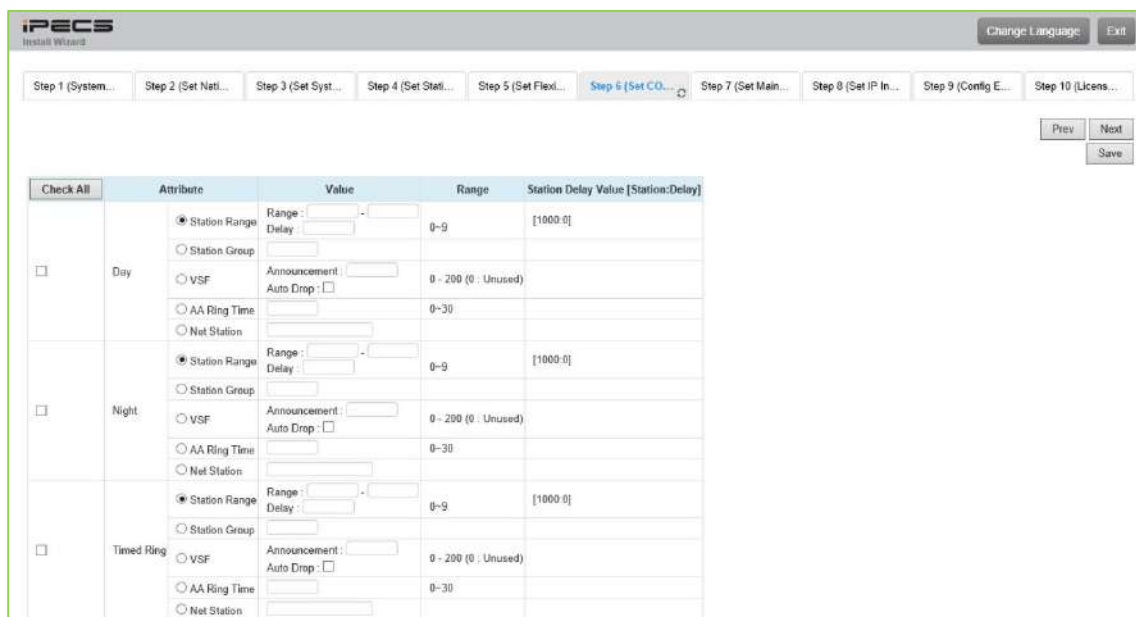 iPECS
Install Wizard
Change Language Exit
Step 1 (System... Step 2 (Set Nati... Step 3 (Set Syst... Step 4 (Set Stati... Step 5 (Set Flexi... Step 6 (Set CO... Step 7 (Set Main... Step 8 (Set IP In... Step 9 (Config E... Step 10 (Licens...
Prev Next
Save
Check All Attribute Value Range Station Delay Value [Station:Delay]
Day
Station Range Range : - Delay : 0~9 [1000:0]
Station Group
VSF Announcement : Auto Drop : 0 - 200 (0 : Unused)
AA Ring Time 0~30
Net Station
Night
Station Range Range : - Delay : 0~9 [1000:0]
Station Group
VSF Announcement : Auto Drop : 0 - 200 (0 : Unused)
AA Ring Time 0~30
Net Station
Timed Ring
Station Range Range : - Delay : 0~9 [1000:0]
Station Group
VSF Announcement : Auto Drop : 0 - 200 (0 : Unused)
AA Ring Time 0~30
Net Station